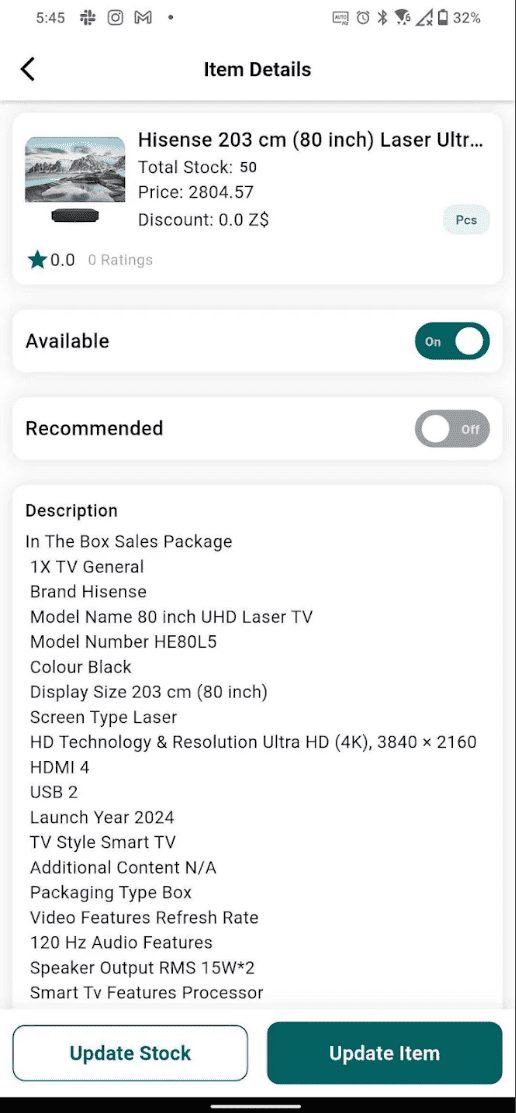 5:45
32%
Item Details
Hisense 203 cm (80 inch) Laser Ultr...
Total Stock: 50
Price: 2804.57
Discount: 0.0 Z$
Pcs
0.0 0 Ratings
Available
On
Recommended
Off
Description
In The Box Sales Package
1X TV General
Brand Hisense
Model Name 80 inch UHD Laser TV
Model Number HE80L5
Colour Black
Display Size 203 cm (80 inch)
Screen Type Laser
HD Technology & Resolution Ultra HD (4K), 3840 × 2160
HDMI 4
USB 2
Launch Year 2024
TV Style Smart TV
Additional Content N/A
Packaging Type Box
Video Features Refresh Rate
120 Hz Audio Features
Speaker Output RMS 15W*2
Smart Tv Features Processor
Update Stock
Update Item